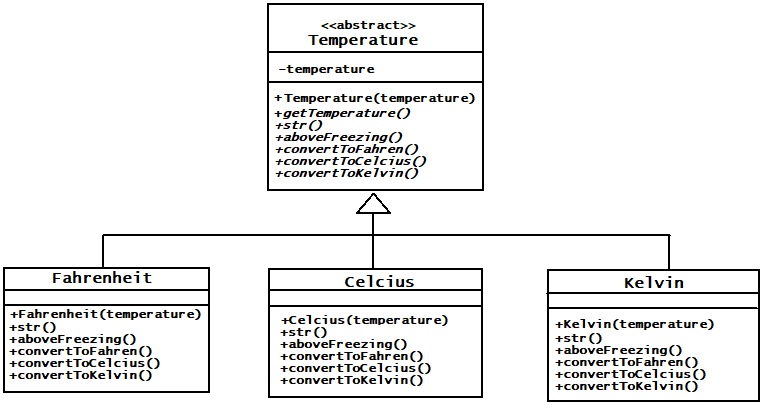 <<abstract>>
Temperature
-temperature
+Temperature(temperature)
+getTemperature()
+str()
+aboveFreezing()
+convertToFahren()
+convertToCelcius()
+convertToKelvin()
Fahrenheit
+Fahrenheit(temperature)
+str()
+aboveFreezing()
+convertToFahren()
+convertToCelcius()
+convertToKelvin()
Celcius
+Celcius(temperature)
+str()
+aboveFreezing()
+convertToFahren()
+convertToCelcius()
+convertToKelvin()
Kelvin
+Kelvin(temperature)
+str()
+aboveFreezing()
+convertToFahren()
+convertToCelcius()
+convertToKelvin()